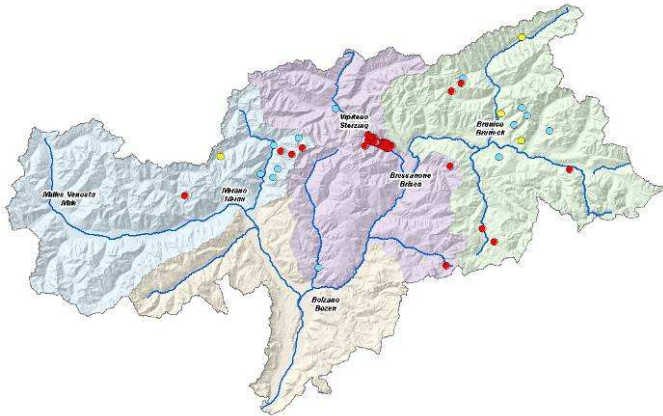 Vipiteno
Sterzing
Brunico
Bruneck
Bressanone
Brixen
Malles Venosta
Mals
Merano
Meran
Bolzano
Bozen